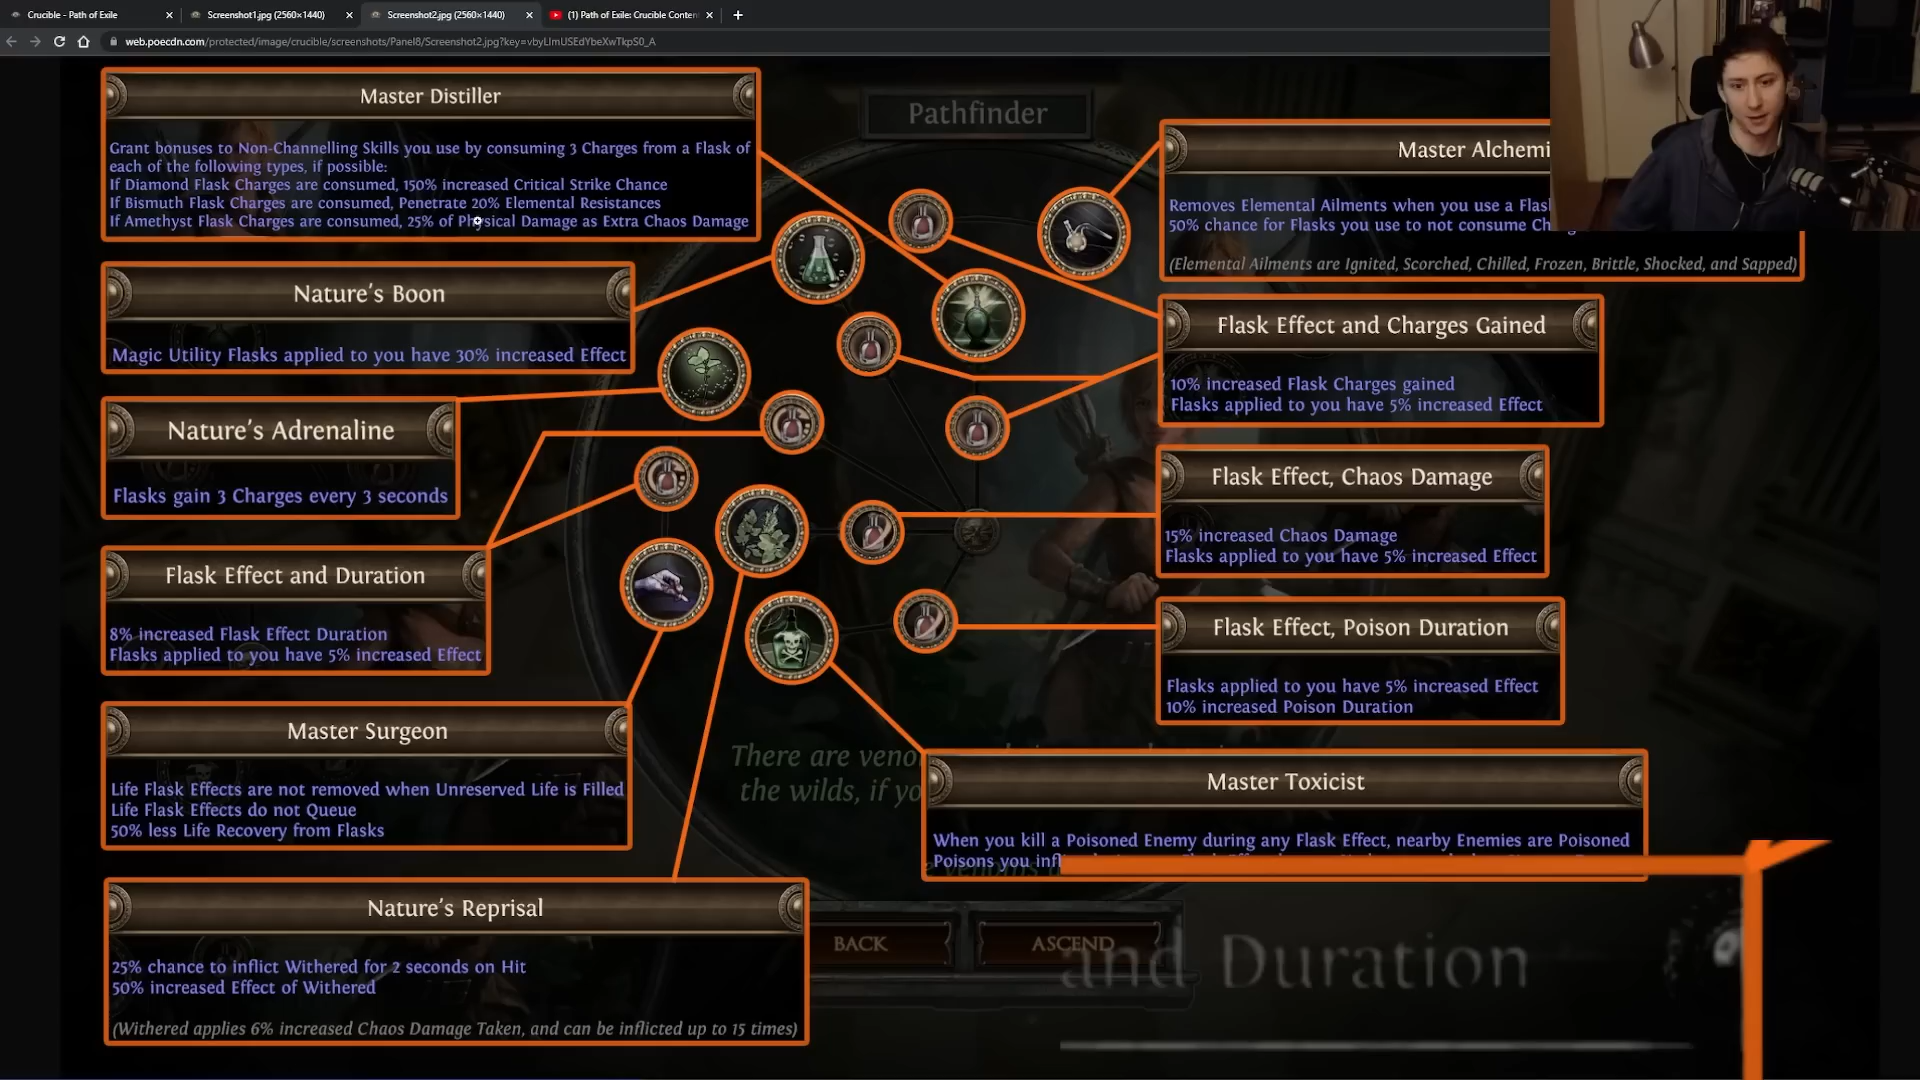 Crucible - Path of Exile
Screenshot1.jpg (2560×1440)
Screenshot2.jpg (2560×1440)
(1) Path of Exile: Crucible Conten
web.poecdn.com/protected/image/crucible/screenshots/Panel8/Screenshot2.jpg?key=vbyLlmUSEdYbeXwTkpS0_A
Pathfinder
Master Distiller
Grant bonuses to Non-Channelling Skills you use by consuming 3 Charges from a Flask of
each of the following types, if possible:
If Diamond Flask Charges are consumed, 150% increased Critical Strike Chance
If Bismuth Flask Charges are consumed, Penetrate 20% Elemental Resistances
If Amethyst Flask Charges are consumed, 25% of Physical Damage as Extra Chaos Damage
Nature's Boon
Magic Utility Flasks applied to you have 30% increased Effect
Nature's Adrenaline
Flasks gain 3 Charges every 3 seconds
Flask Effect and Duration
8% increased Flask Effect Duration
Flasks applied to you have 5% increased Effect
Master Surgeon
Life Flask Effects are not removed when Unreserved Life is Filled
Life Flask Effects do not Queue
50% less Life Recovery from Flasks
Nature's Reprisal
25% chance to inflict Withered for 2 seconds on Hit
50% increased Effect of Withered
(Withered applies 6% increased Chaos Damage Taken, and can be inflicted up to 15 times)
Master Alchemi
Removes Elemental Ailments when you use a Flas
50% chance for Flasks you use to not consume Ch
(Elemental Ailments are Ignited, Scorched, Chilled, Frozen, Brittle, Shocked, and Sapped)
Flask Effect and Charges Gained
10% increased Flask Charges gained
Flasks applied to you have 5% increased Effect
Flask Effect, Chaos Damage
15% increased Chaos Damage
Flasks applied to you have 5% increased Effect
Flask Effect, Poison Duration
Flasks applied to you have 5% increased Effect
10% increased Poison Duration
There are veno
the wilds, if yo
Master Toxicist
When you kill a Poisoned Enemy during any Flask Effect, nearby Enemies are Poisoned
Poisons you infl
BACK
ASCEND
and Duration